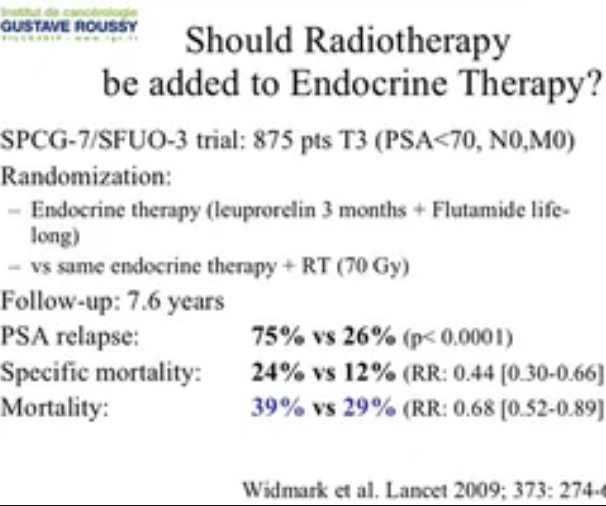 Institut de cancérologie
GUSTAVE ROUSSY
Should Radiotherapy
be added to Endocrine Therapy?
SPCG-7/SFUO-3 trial: 875 pts T3 (PSA<70, N0,M0)
Randomization:
– Endocrine therapy (leuprorelin 3 months + Flutamide life-
long)
– vs same endocrine therapy + RT (70 Gy)
Follow-up: 7.6 years
PSA relapse: 75% vs 26% (p< 0.0001)
Specific mortality: 24% vs 12% (RR: 0.44 [0.30-0.66]
Mortality: 39% vs 29% (RR: 0.68 [0.52-0.89]
Widmark et al. Lancet 2009; 373: 274-